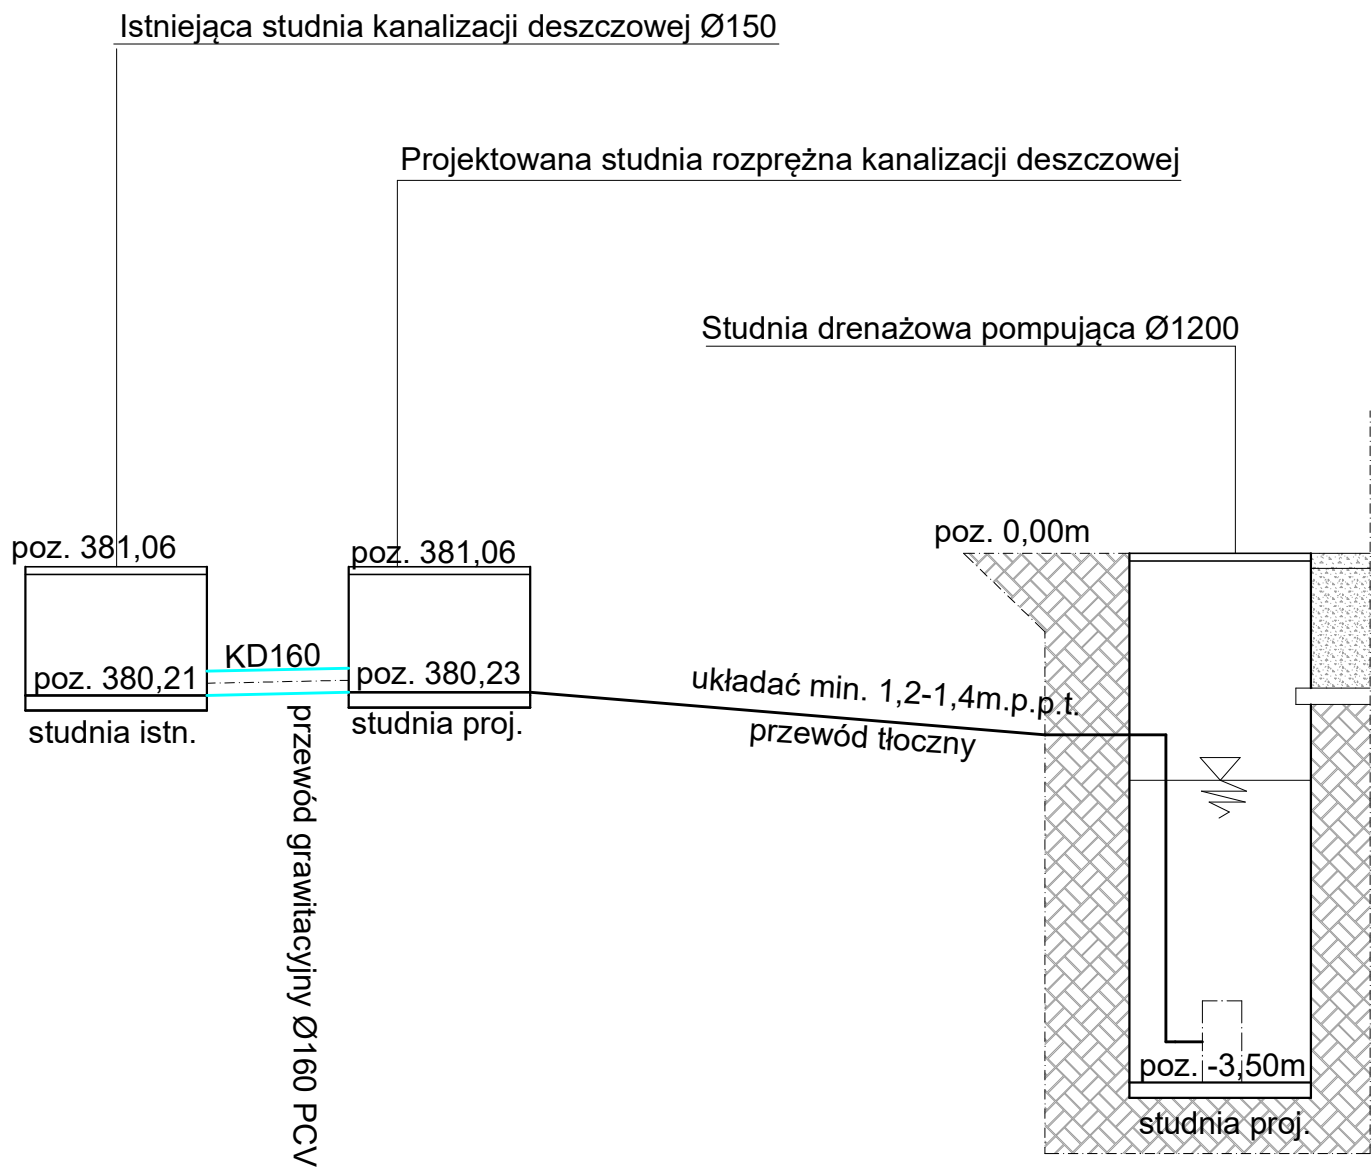 Istniejąca studnia kanalizacji deszczowej Ø150
Projektowana studnia rozprężna kanalizacji deszczowej
Studnia drenażowa pompująca Ø1200
poz. 0,00m
poz. 381,06
poz. 381,06
KD160
poz. 380,21
poz. 380,23
układać min. 1,2-1,4m.p.p.t.
studnia istn.
studnia proj.
przewód tłoczny
przewód grawitacyjny Ø160 PCV
poz. -3,50m
studnia proj.